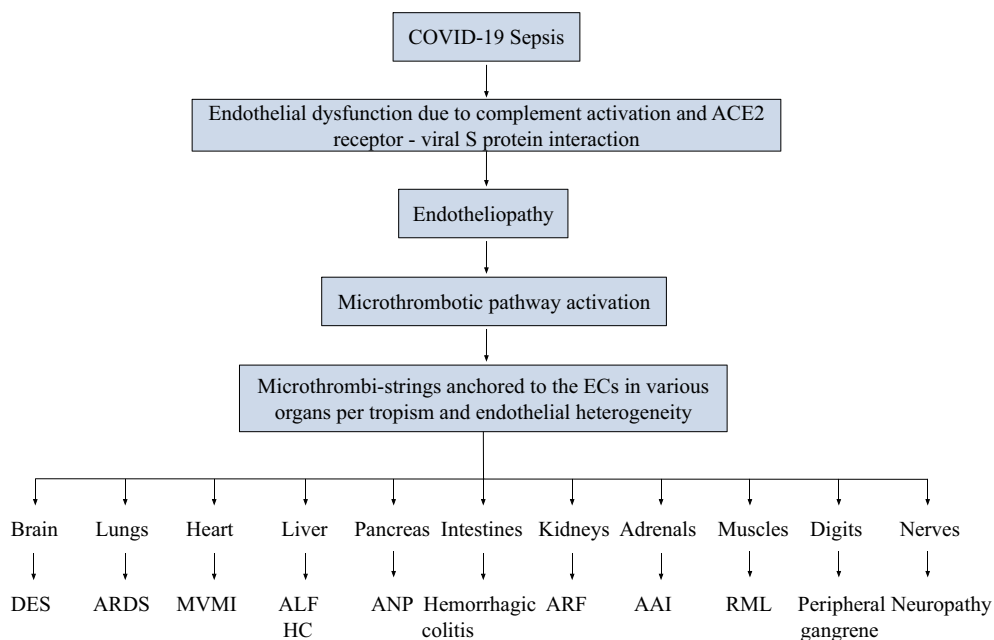 COVID-19 Sepsis
Endothelial dysfunction due to complement activation and ACE2
receptor - viral S protein interaction
Endotheliopathy
Microthrombotic pathway activation
Microthrombi-strings anchored to the ECs in various
organs per tropism and endothelial heterogeneity
Brain Lungs Heart Liver Pancreas Intestines Kidneys Adrenals Muscles Digits Nerves
DES ARDS MVMI ALF ANP Hemorrhagic ARF AAI RML Peripheral Neuropathy
HC colitis gangrene